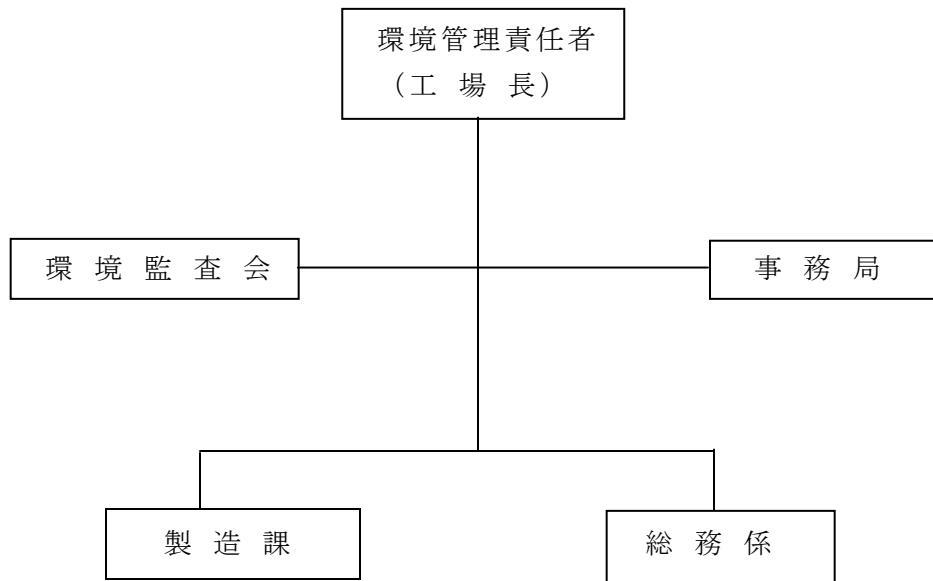 環境管理責任者
（工 場 長）
環 境 監 査 会
事 務 局
製 造 課
総 務 係